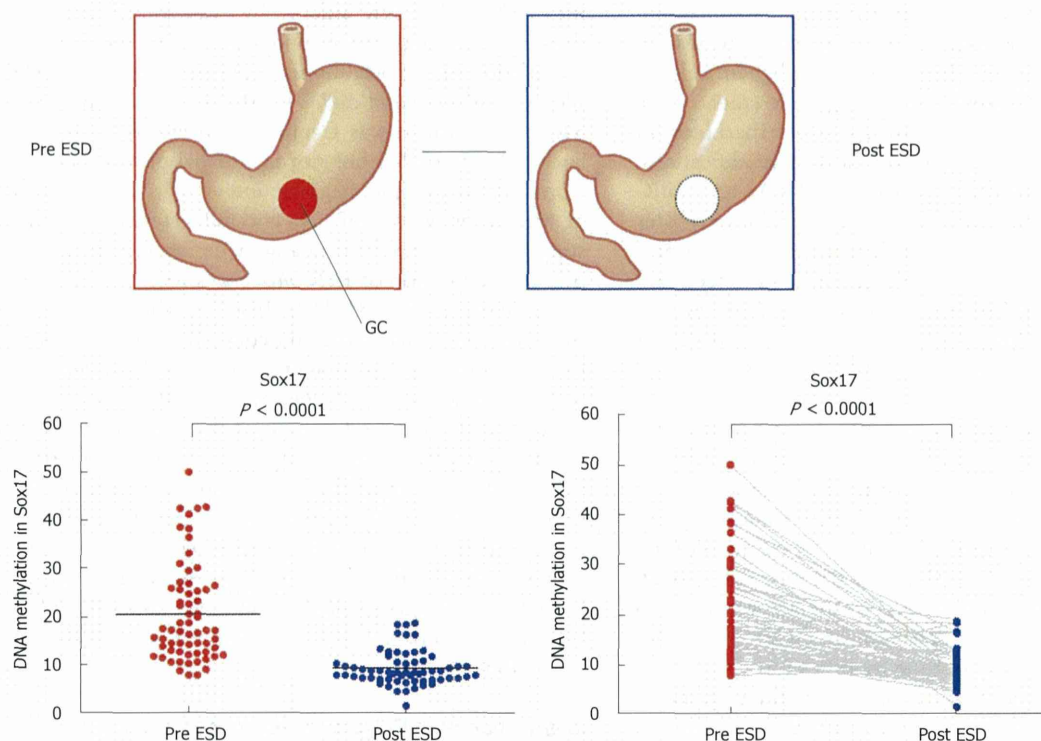 Pre ESD
Post ESD
GC
Sox17
P < 0.0001
DNA methylation in Sox17
60
50
40
30
20
10
0
Pre ESD
Post ESD
Sox17
P < 0.0001
DNA methylation in Sox17
60
50
40
30
20
10
0
Pre ESD
Post ESD